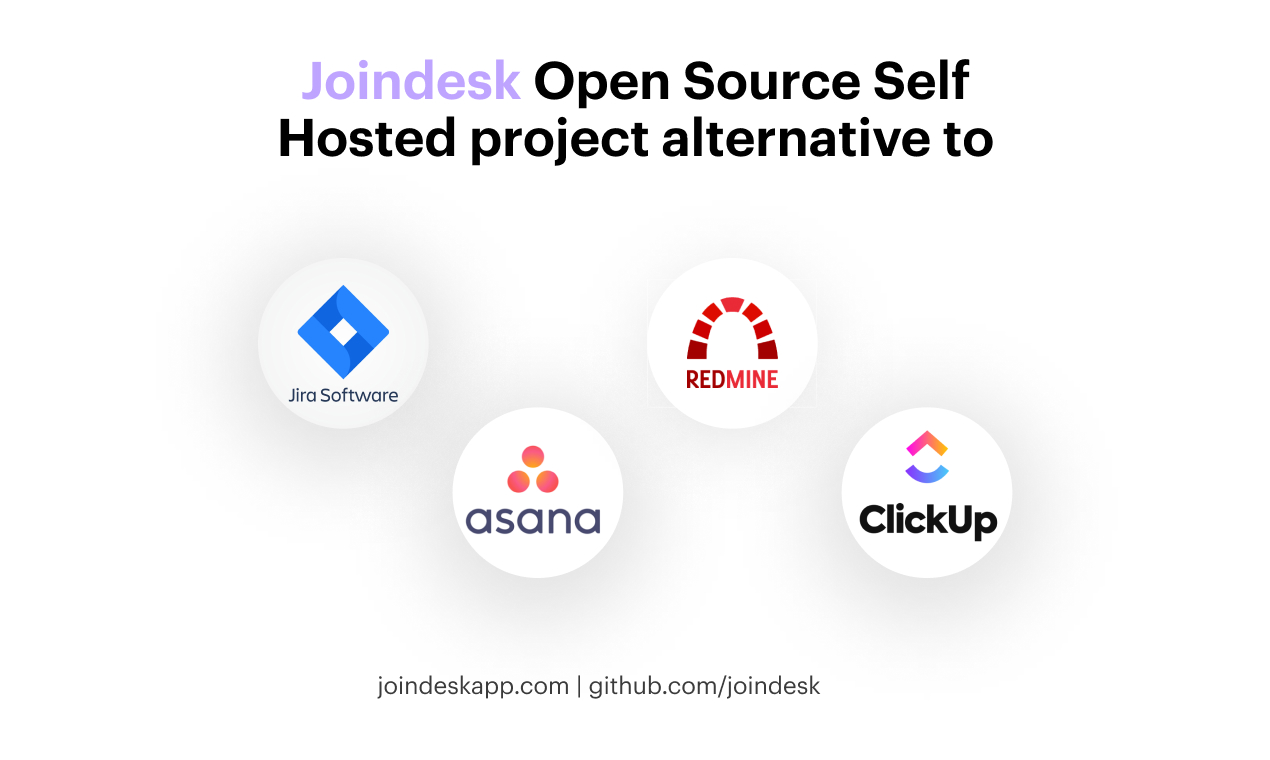 Joindesk Open Source Self
Hosted project alternative to
Jira Software
REDMINE
asana
ClickUp
joindeskapp.com | github.com/joindesk